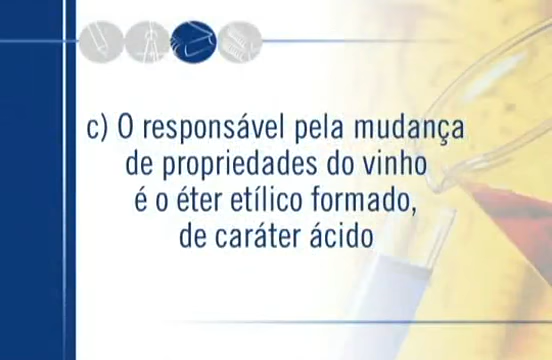 c) O responsável pela mudança
de propriedades do vinho
é o éter etílico formado,
de caráter ácido